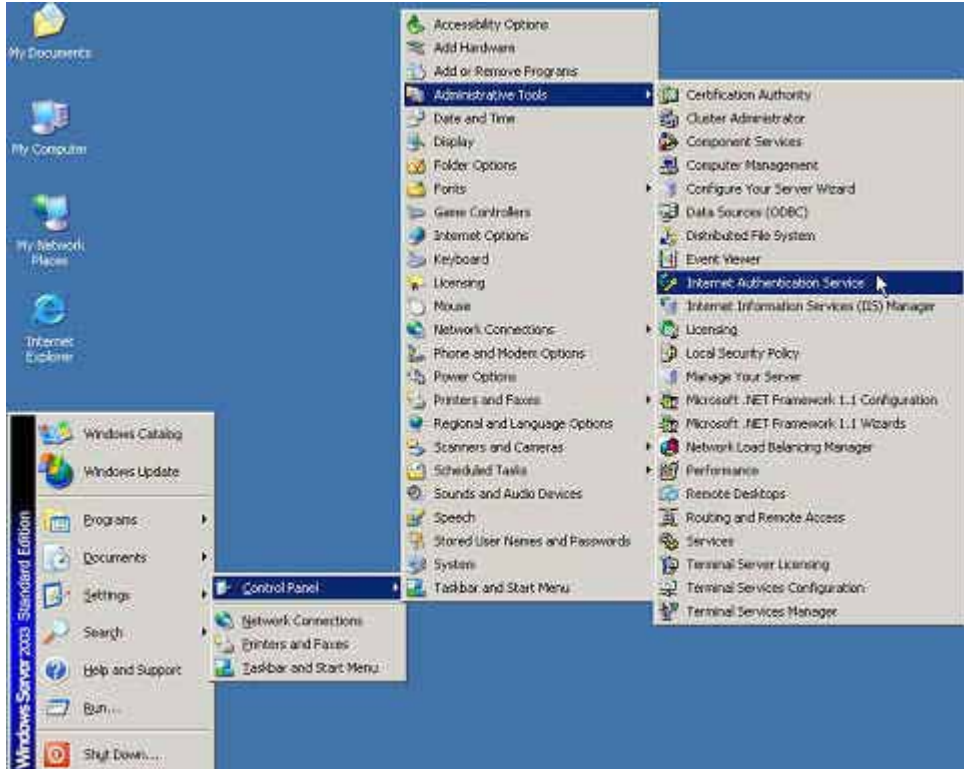 My Documents
My Computer
My Network
Places
Internet
Explorer
Windows Server 2003 Standard Edition
Windows Catalog
Windows Update
Programs
Documents
Settings
Search
Help and Support
Run...
Shut Down...
Control Panel
Network Connections
Printers and Faxes
Taskbar and Start Menu
Accessibility Options
Add Hardware
Add or Remove Programs
Administrative Tools
Date and Time
Display
Folder Options
Fonts
Game Controllers
Internet Options
Keyboard
Licensing
Mouse
Network Connections
Phone and Modem Options
Power Options
Printers and Faxes
Regional and Language Options
Scanners and Cameras
Scheduled Tasks
Sounds and Audio Devices
Speech
Stored User Names and Passwords
System
Taskbar and Start Menu
Certification Authority
Cluster Administrator
Component Services
Computer Management
Configure Your Server Wizard
Data Sources (ODBC)
Distributed File System
Event Viewer
Internet Authentication Service
Internet Information Services (IIS) Manager
Licensing
Local Security Policy
Manage Your Server
Microsoft .NET Framework 1.1 Configuration
Microsoft .NET Framework 1.1 Wizards
Network Load Balancing Manager
Performance
Remote Desktops
Routing and Remote Access
Services
Terminal Server Licensing
Terminal Services Configuration
Terminal Services Manager